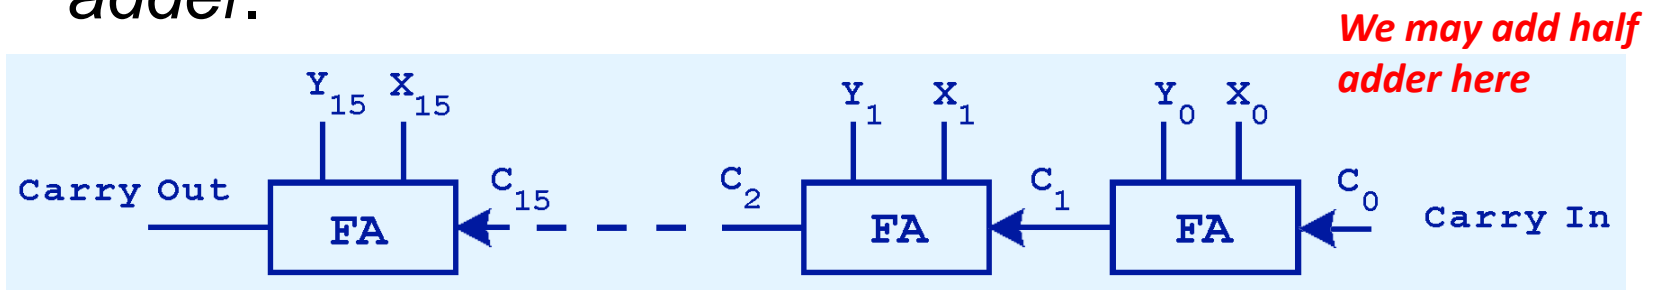 adder.
We may add half
adder here
Y15 X15 Y1 X1 Y0 X0
Carry Out C15 C2 C1 C0 Carry In
FA FA FA